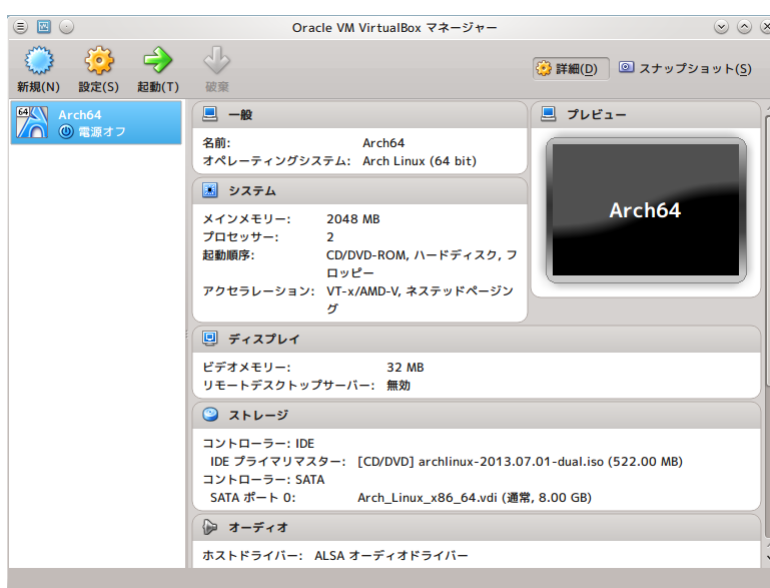 Oracle VM VirtualBox マネージャー
新規(N) 設定(S) 起動(T) 破棄
詳細(D) スナップショット(S)
64
Arch64
電源オフ
一般
名前: Arch64
オペレーティングシステム: Arch Linux (64 bit)
システム
メインメモリー: 2048 MB
プロセッサー: 2
起動順序: CD/DVD-ROM, ハードディスク, フ
ロッピー
アクセラレーション: VT-x/AMD-V, ネステッドページン
グ
プレビュー
Arch64
ディスプレイ
ビデオメモリー: 32 MB
リモートデスクトップサーバー: 無効
ストレージ
コントローラー: IDE
IDE プライマリマスター: [CD/DVD] archlinux-2013.07.01-dual.iso (522.00 MB)
コントローラー: SATA
SATA ポート 0: Arch_Linux_x86_64.vdi (通常, 8.00 GB)
オーディオ
ホストドライバー: ALSA オーディオドライバー